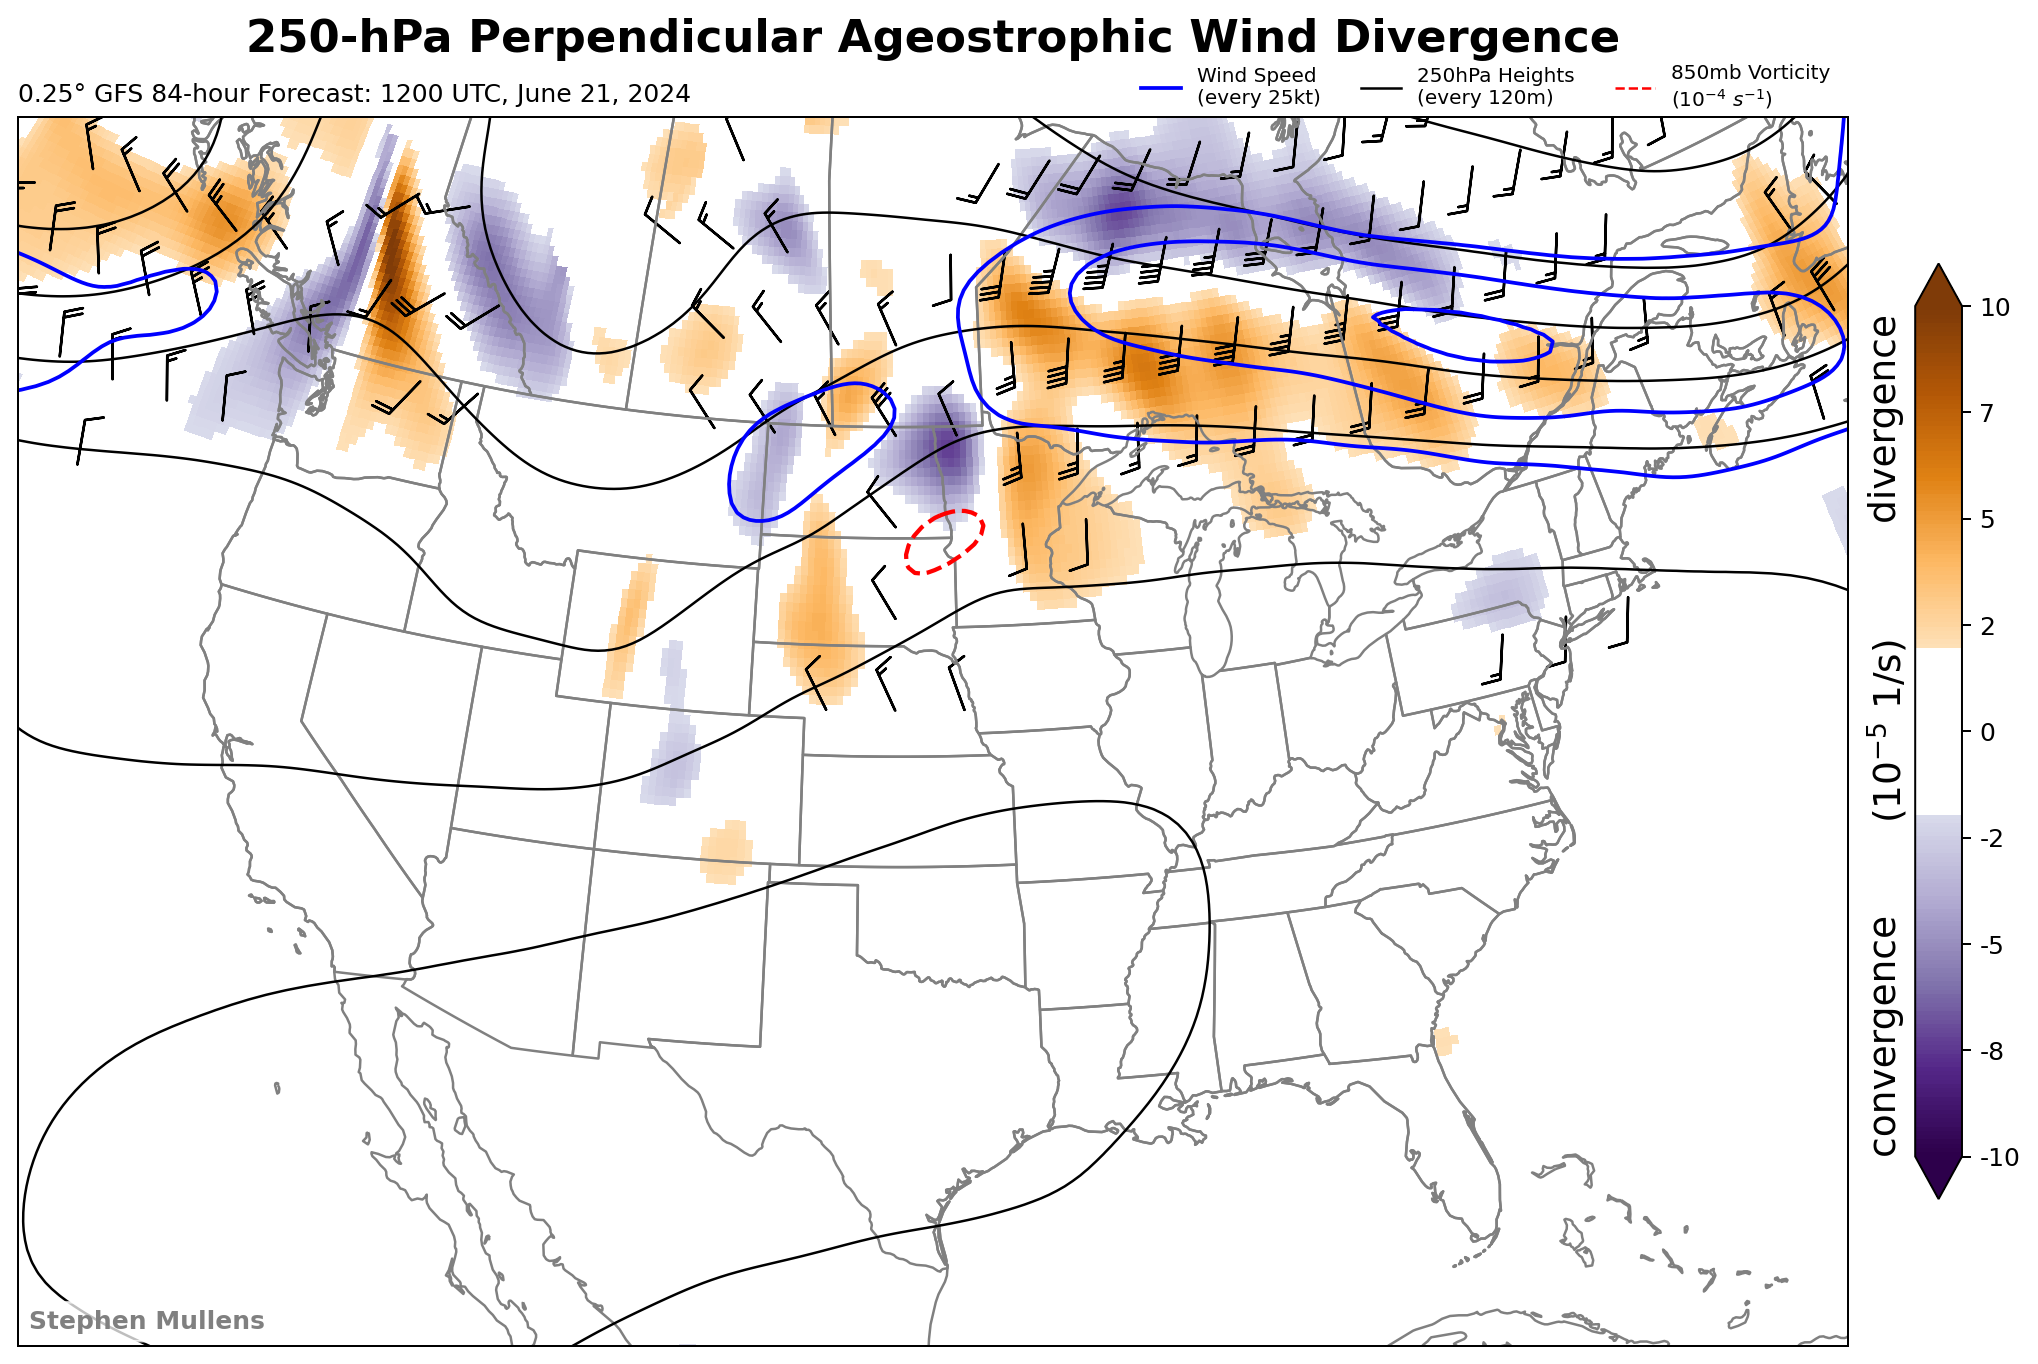 250-hPa Perpendicular Ageostrophic Wind Divergence
0.25° GFS 84-hour Forecast: 1200 UTC, June 21, 2024
Wind Speed
(every 25kt)
250hPa Heights
(every 120m)
850mb Vorticity
(10⁻⁴ s⁻¹)
10
7
5
2
0
-2
-5
-8
-10
convergence (10⁻⁵ 1/s) divergence
Stephen Mullens